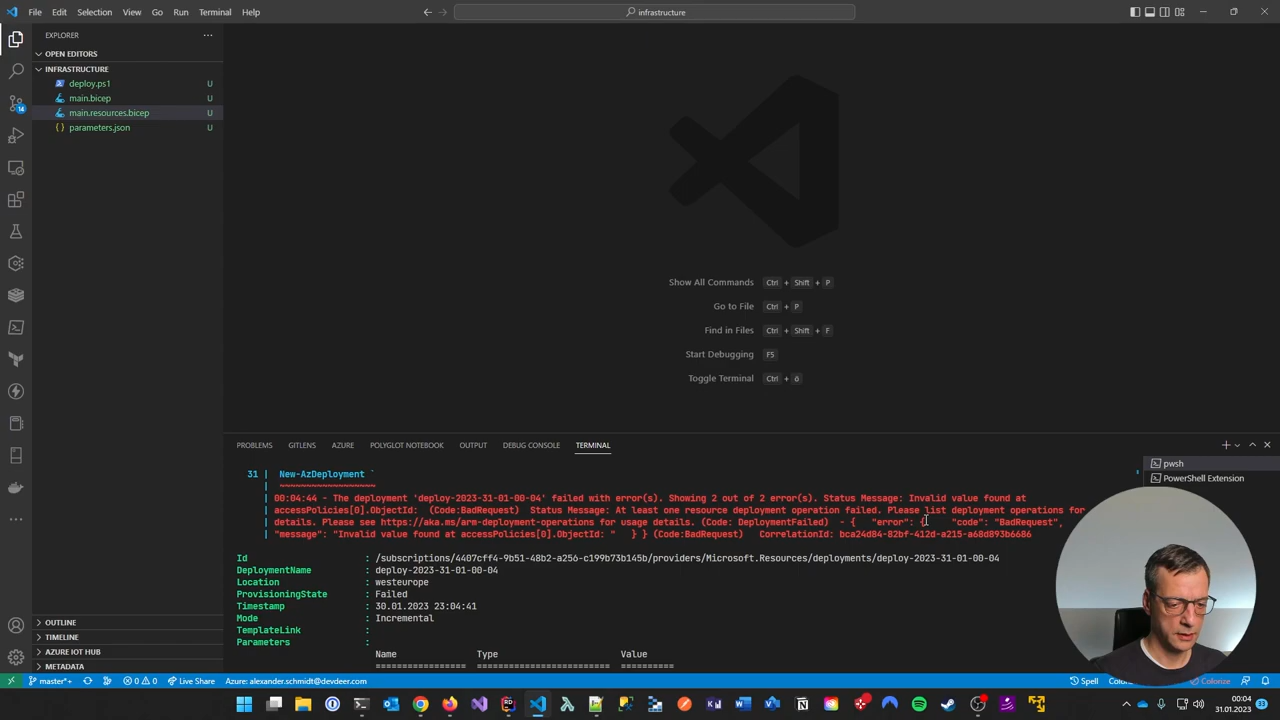 File Edit Selection View Go Run Terminal Help
infrastructure
EXPLORER
OPEN EDITORS
INFRASTRUCTURE
deploy.ps1 U
main.bicep U
main.resources.bicep U
parameters.json U
14
Show All Commands Ctrl + Shift + P
Go to File Ctrl + P
Find in Files Ctrl + Shift + F
Start Debugging F5
Toggle Terminal Ctrl + ö
PROBLEMS GITLENS AZURE POLYGLOT NOTEBOOK OUTPUT DEBUG CONSOLE TERMINAL
pwsh
PowerShell Extension
31 | New-AzDeployment `
| ~~~~~~~~~~~~~~~~
| 00:04:44 - The deployment 'deploy-2023-31-01-00-04' failed with error(s). Showing 2 out of 2 error(s). Status Message: Invalid value found at
| accessPolicies[0].ObjectId: (Code:BadRequest) Status Message: At least one resource deployment operation failed. Please list deployment operations for
| details. Please see https://aka.ms/arm-deployment-operations for usage details. (Code: DeploymentFailed) - { "error": { "code": "BadRequest",
| "message": "Invalid value found at accessPolicies[0].ObjectId: " } } (Code:BadRequest) CorrelationId: bca24d84-82bf-412d-a215-a68d893b6686
Id : /subscriptions/4407cff4-9b51-48b2-a256-c199b73b145b/providers/Microsoft.Resources/deployments/deploy-2023-31-01-00-04
DeploymentName : deploy-2023-31-01-00-04
Location : westeurope
ProvisioningState : Failed
Timestamp : 30.01.2023 23:04:41
Mode : Incremental
TemplateLink :
Parameters :
Name Type Value
================= ========================= ==========
OUTLINE
TIMELINE
AZURE IOT HUB
METADATA
master*+ 0 0 Live Share Azure: alexander.schmidt@devdeer.com Spell Colorize
00:04
31.01.2023
33